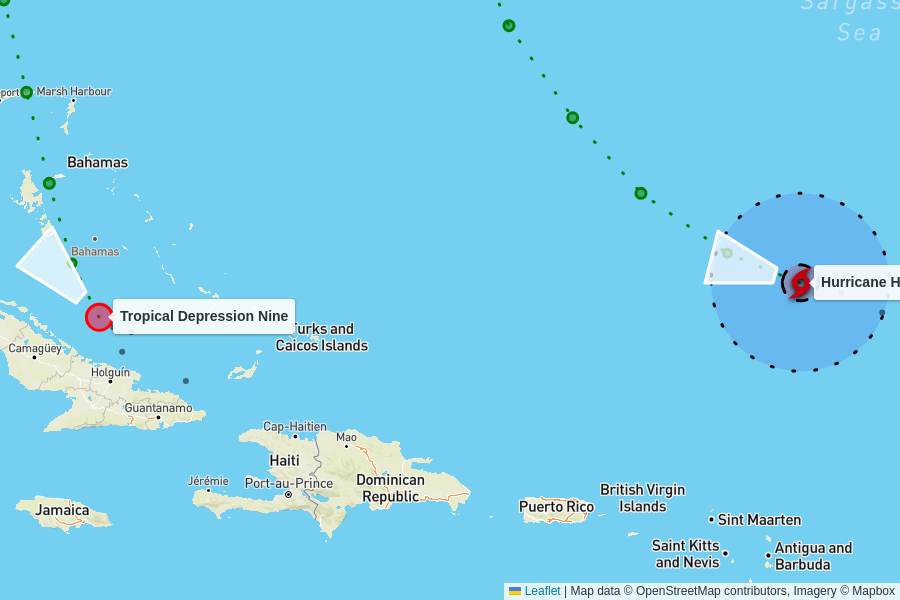 Sargass
Sea
port
Marsh Harbour
Bahamas
Bahamas
Hurricane H
Tropical Depression Nine
Turks and
Caicos Islands
Camagüey
Holguín
Guantanamo
Cap-Haitien
Mao
Haiti
Jérémie
Port-au-Prince
Dominican
Republic
Jamaica
Puerto Rico
British Virgin
Islands
Sint Maarten
Saint Kitts
and Nevis
Antigua and
Barbuda
Leaflet | Map data © OpenStreetMap contributors, Imagery © Mapbox